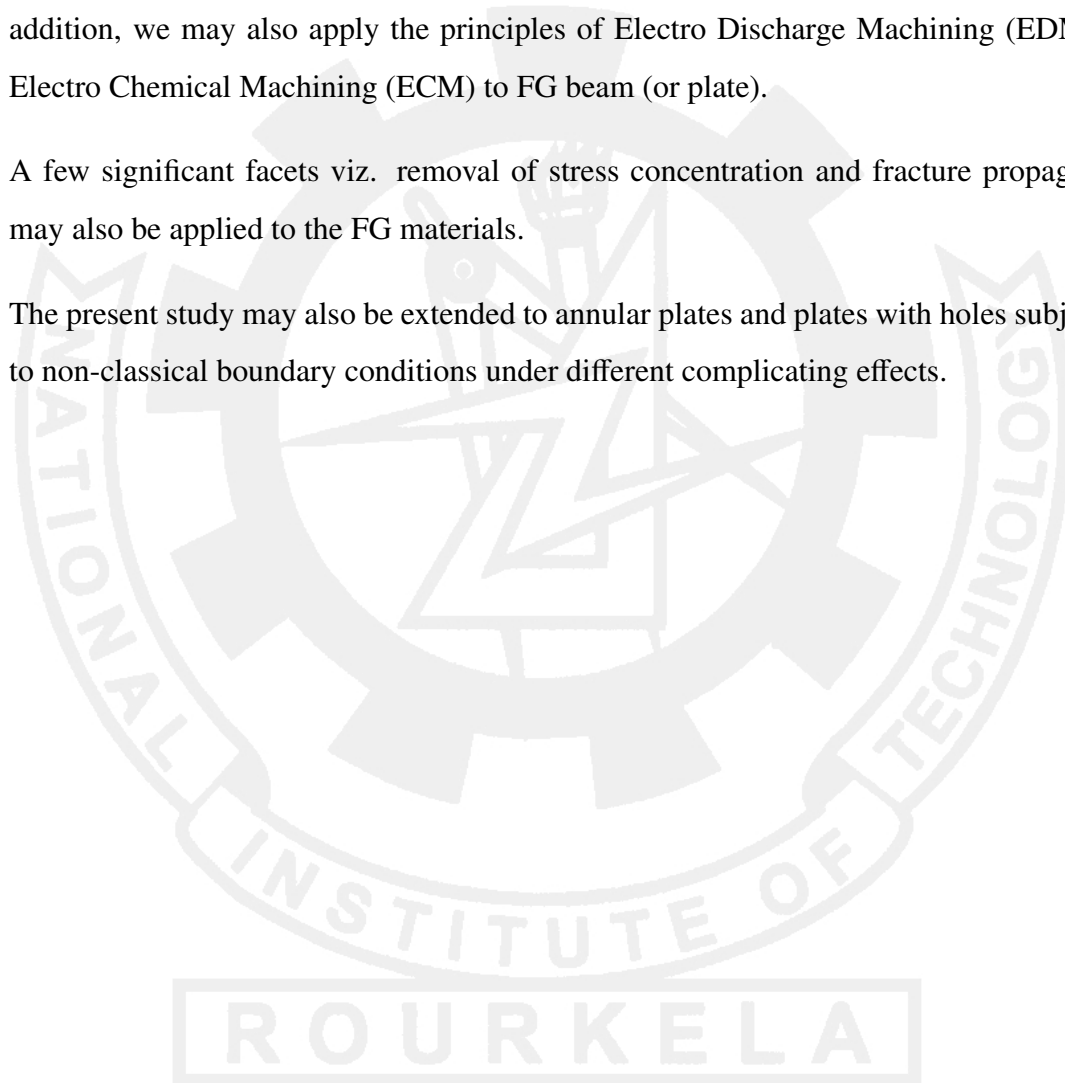 addition, we may also apply the principles of Electro Discharge Machining (EDM
Electro Chemical Machining (ECM) to FG beam (or plate).
A few significant facets viz. removal of stress concentration and fracture propag
may also be applied to the FG materials.
The present study may also be extended to annular plates and plates with holes subj
to non-classical boundary conditions under different complicating effects.
NATIONAL INSTITUTE OF TECHNOLOG
ROURKELA